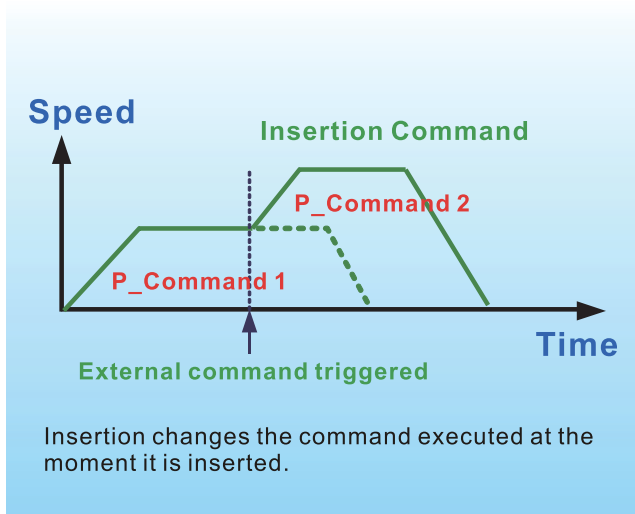 Speed
Insertion Command
P_Command 2
P_Command 1
Time
External command triggered
Insertion changes the command executed at the
moment it is inserted.